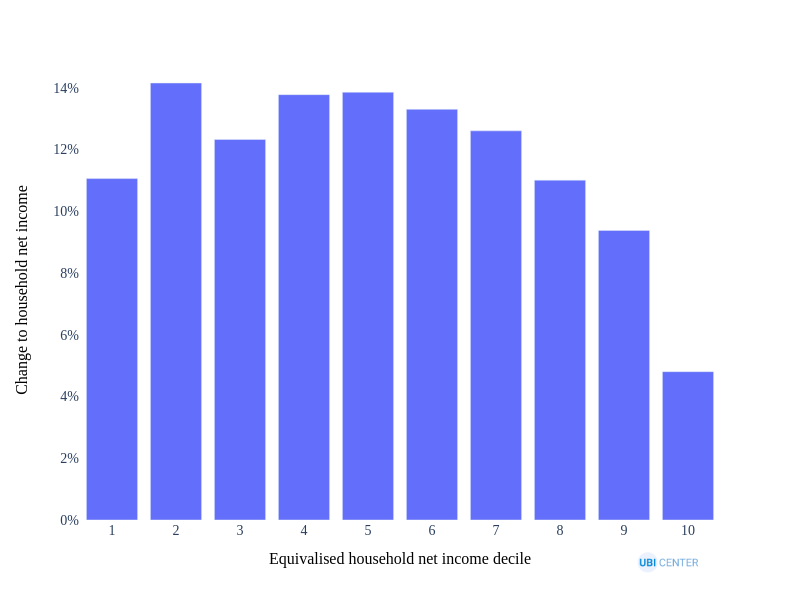 14%
12%
10%
8%
6%
4%
2%
0%
Change to household net income
1 2 3 4 5 6 7 8 9 10
Equivalised household net income decile
UBI CENTER